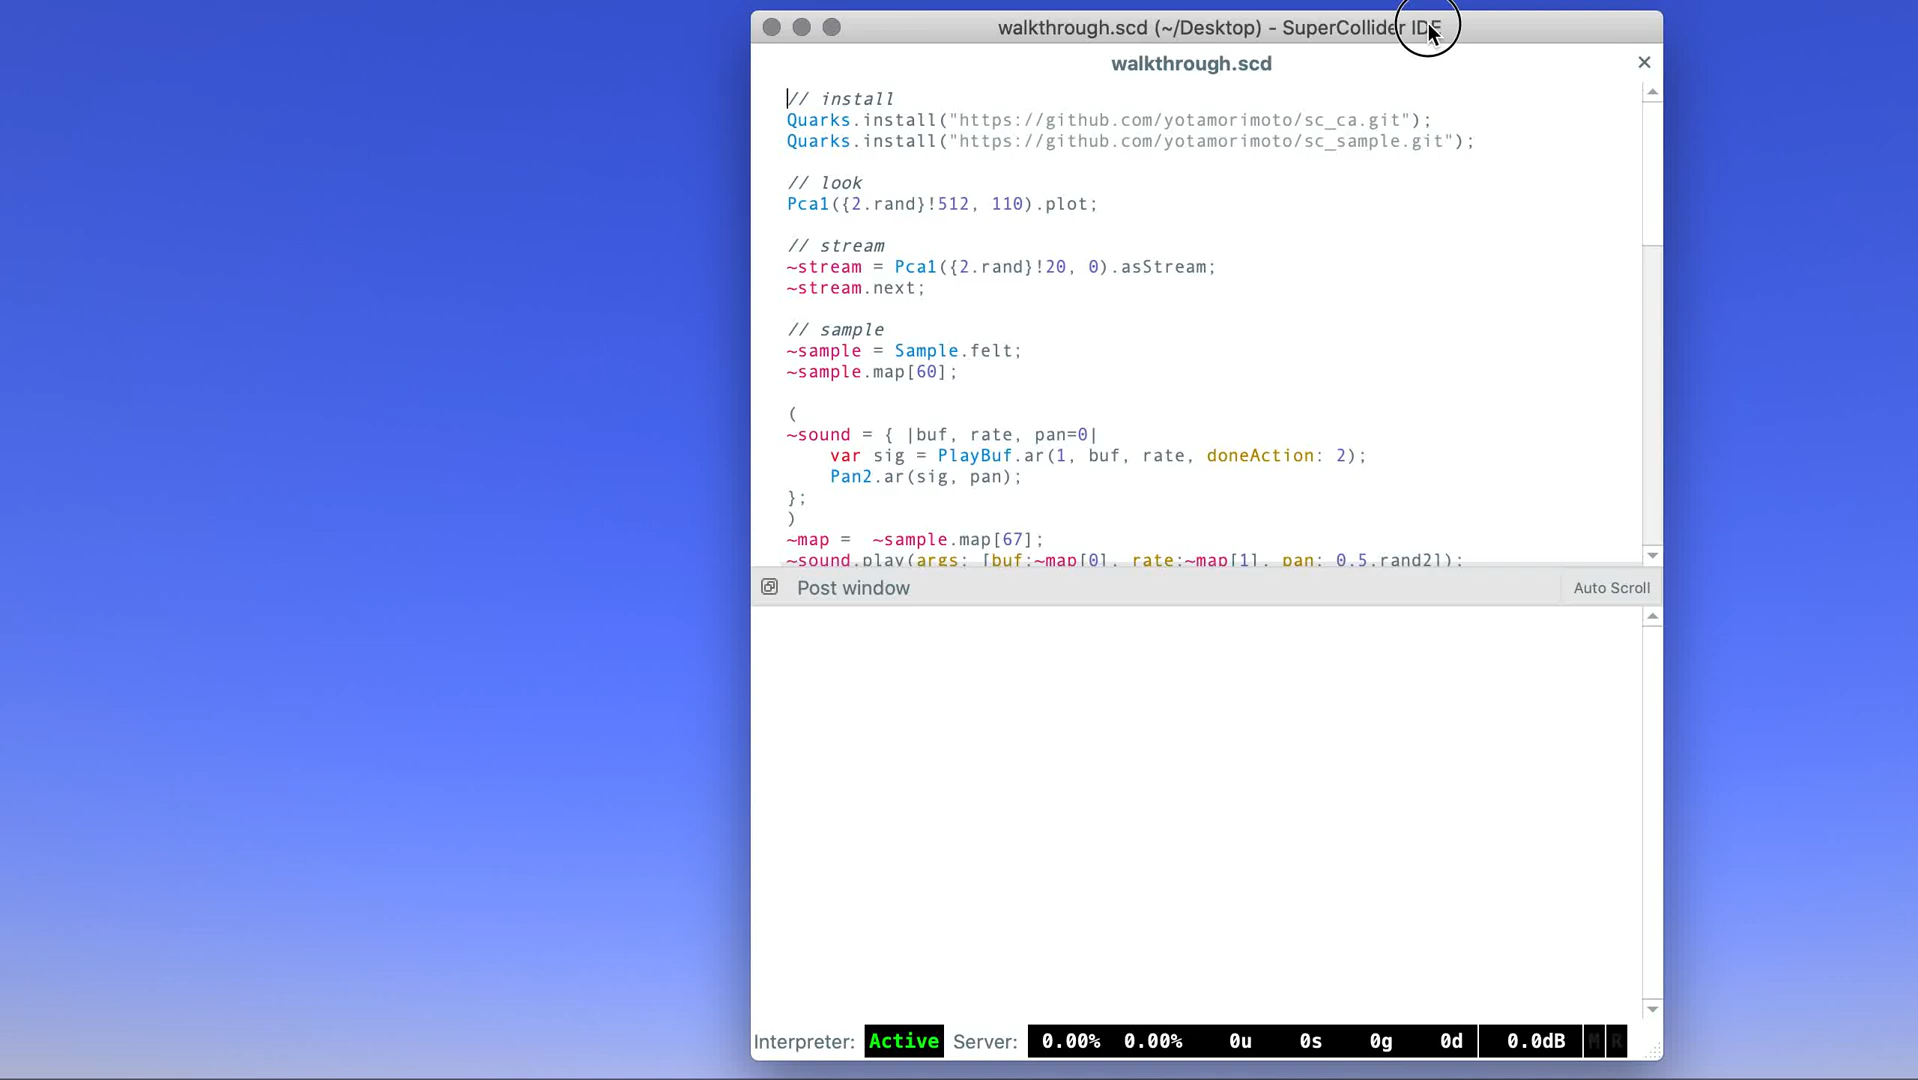 walkthrough.scd (~/Desktop) - SuperCollider IDE
walkthrough.scd
// install
Quarks.install("https://github.com/yotamorimoto/sc_ca.git");
Quarks.install("https://github.com/yotamorimoto/sc_sample.git");
// look
Pca1({2.rand}!512, 110).plot;
// stream
~stream = Pca1({2.rand}!20, 0).asStream;
~stream.next;
// sample
~sample = Sample.felt;
~sample.map[60];
(
~sound = { |buf, rate, pan=0|
var sig = PlayBuf.ar(1, buf, rate, doneAction: 2);
Pan2.ar(sig, pan);
};
)
~map =  ~sample.map[67];
~sound.play(args: [buf:~map[0], rate:~map[1], pan: 0.5.rand2]);
Post window
Auto Scroll
Interpreter: Active Server: 0.00% 0.00% 0u 0s 0g 0d 0.0dB M R